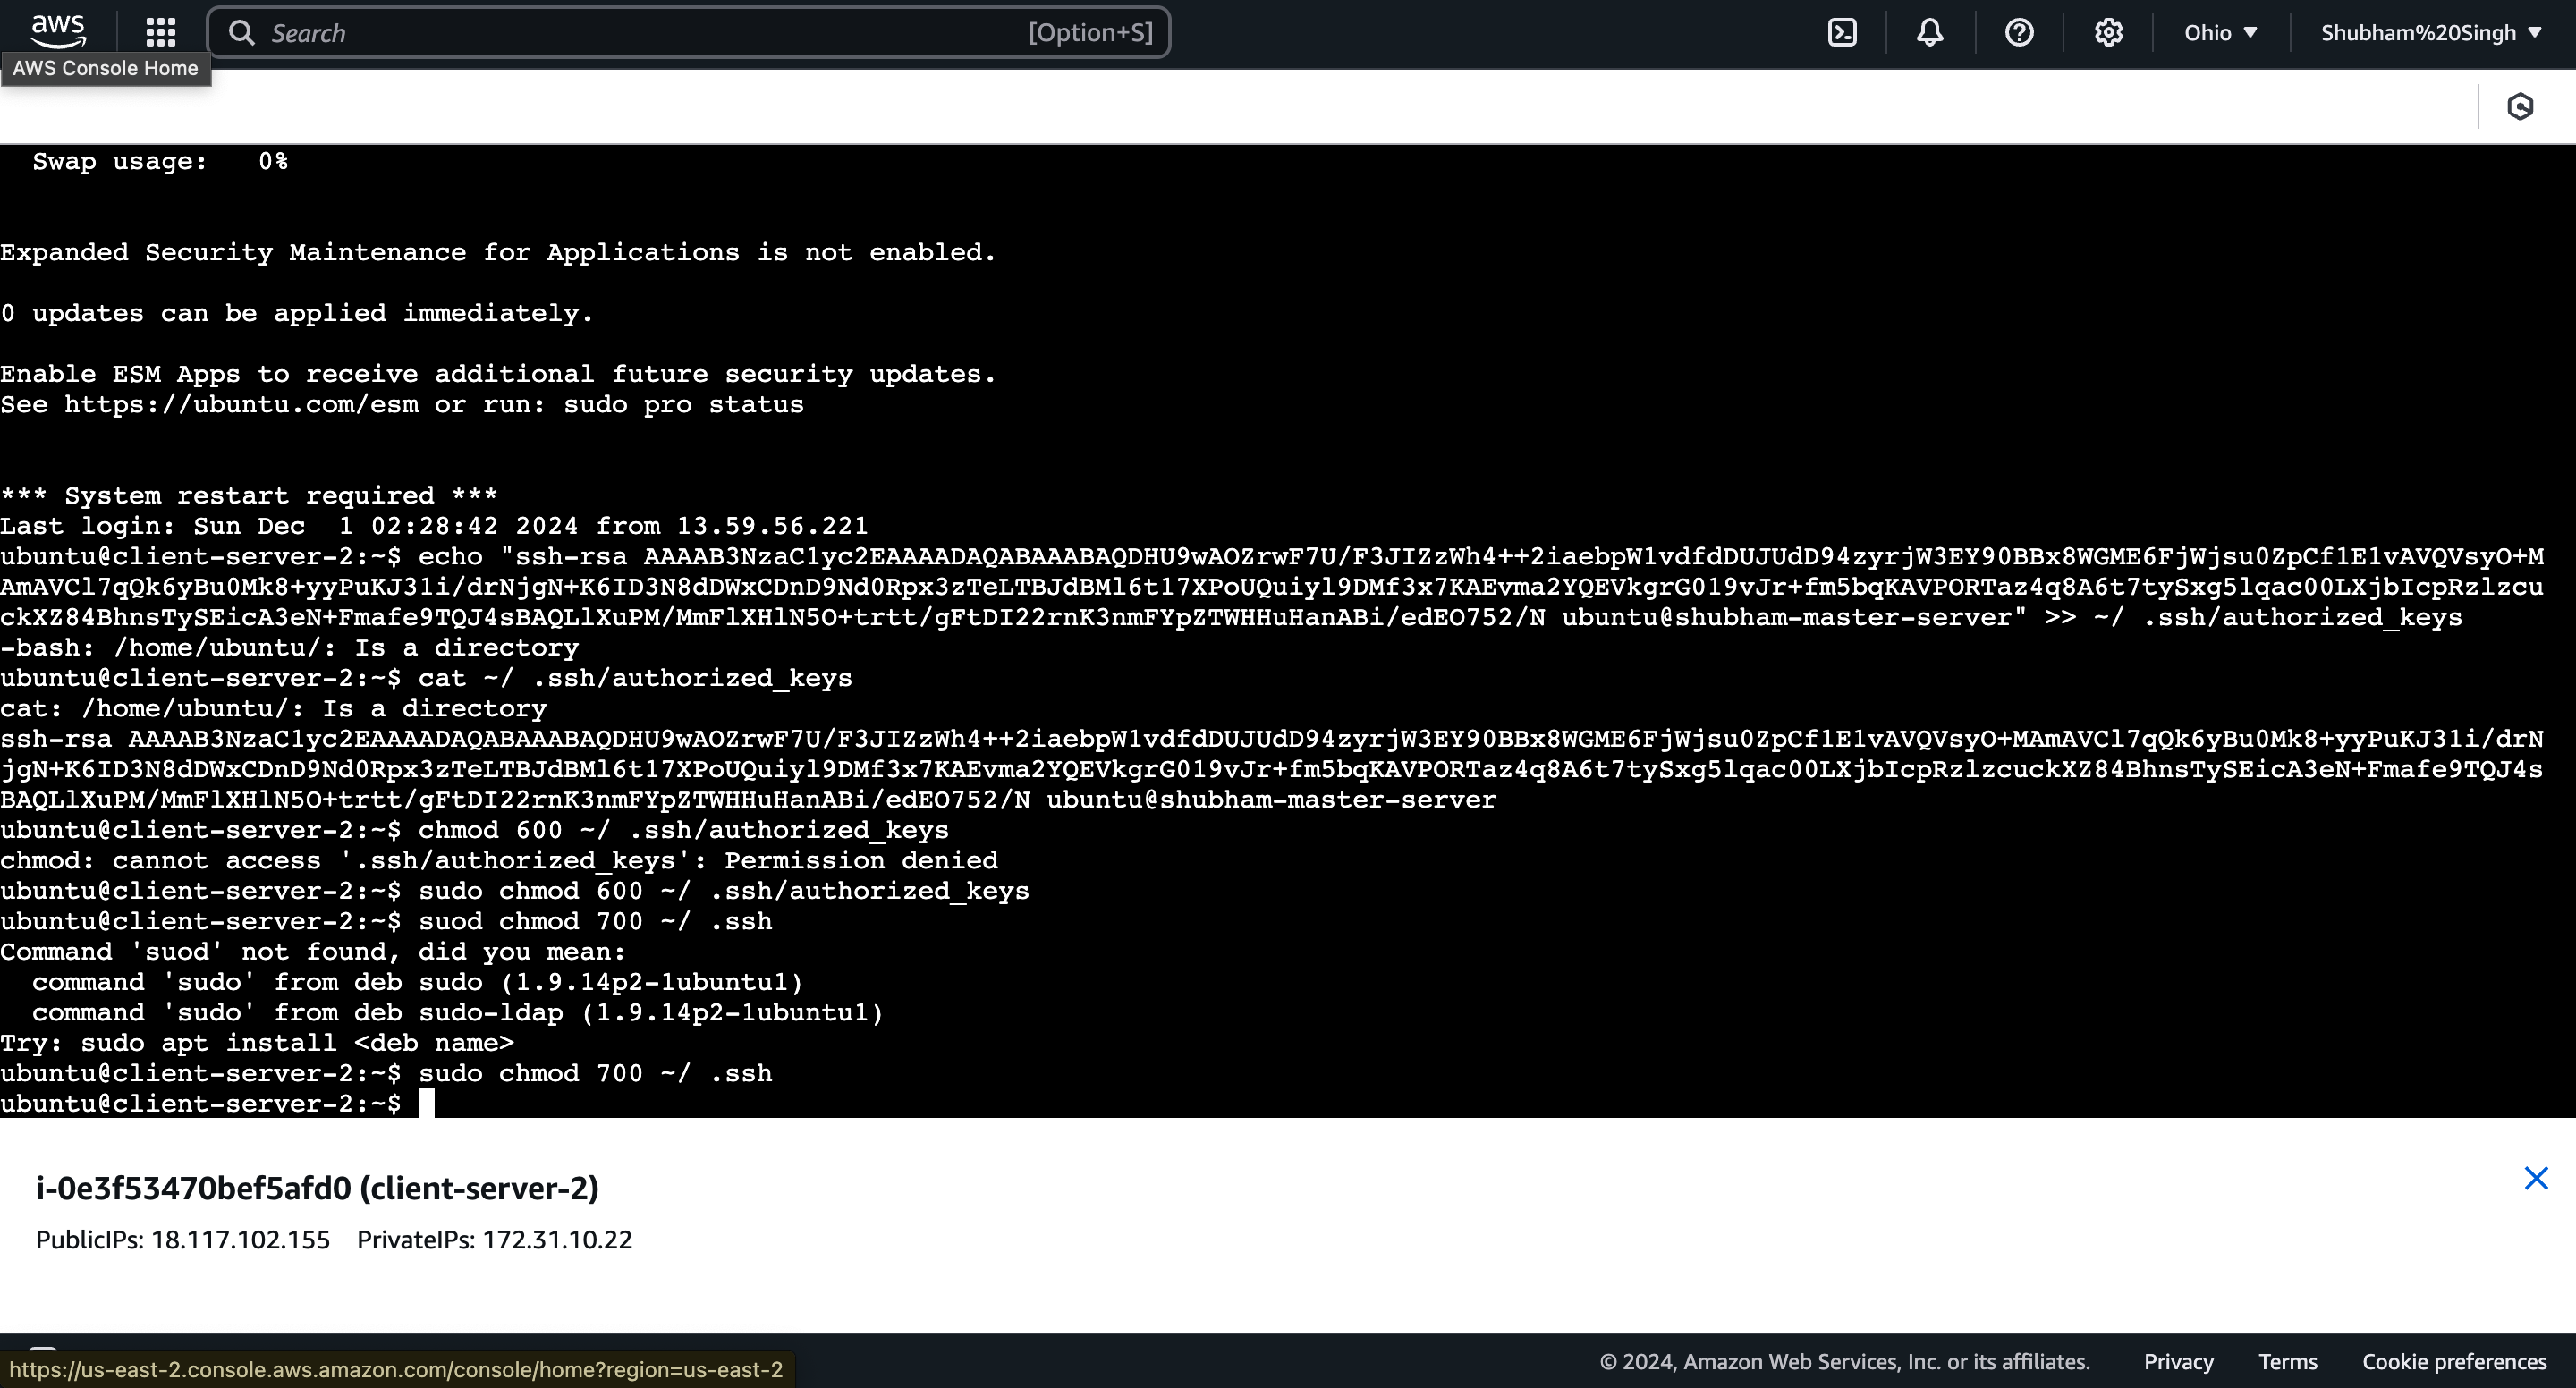 aws
Search
[Option+S]
Ohio
Shubham%20Singh
AWS Console Home
Swap usage:   0%
Expanded Security Maintenance for Applications is not enabled.
0 updates can be applied immediately.
Enable ESM Apps to receive additional future security updates.
See https://ubuntu.com/esm or run: sudo pro status
*** System restart required ***
Last login: Sun Dec  1 02:28:42 2024 from 13.59.56.221
ubuntu@client-server-2:~$ echo "ssh-rsa AAAAB3NzaC1yc2EAAAADAQABAAABAQDHU9wAOZrwF7U/F3JIZzWh4++2iaebpW1vdfdDUJUdD94zyrjW3EY90BBx8WGME6FjWjsu0ZpCf1E1vAVQVsyO+M
AmAVCl7qQk6yBu0Mk8+yyPuKJ31i/drNjgN+K6ID3N8dDWxCDnD9Nd0Rpx3zTeLTBJdBMl6t17XPoUQuiyl9DMf3x7KAEvma2YQEVkgrG019vJr+fm5bqKAVPORTaz4q8A6t7tySxg5lqac00LXjbIcpRzlzcu
ckXZ84BhnsTySEicA3eN+Fmafe9TQJ4sBAQLlXuPM/MmFlXHlN5O+trtt/gFtDI22rnK3nmFYpZTWHHuHanABi/edEO752/N ubuntu@shubham-master-server" >> ~/ .ssh/authorized_keys
-bash: /home/ubuntu/: Is a directory
ubuntu@client-server-2:~$ cat ~/ .ssh/authorized_keys
cat: /home/ubuntu/: Is a directory
ssh-rsa AAAAB3NzaC1yc2EAAAADAQABAAABAQDHU9wAOZrwF7U/F3JIZzWh4++2iaebpW1vdfdDUJUdD94zyrjW3EY90BBx8WGME6FjWjsu0ZpCf1E1vAVQVsyO+MAmAVCl7qQk6yBu0Mk8+yyPuKJ31i/drN
jgN+K6ID3N8dDWxCDnD9Nd0Rpx3zTeLTBJdBMl6t17XPoUQuiyl9DMf3x7KAEvma2YQEVkgrG019vJr+fm5bqKAVPORTaz4q8A6t7tySxg5lqac00LXjbIcpRzlzcuckXZ84BhnsTySEicA3eN+Fmafe9TQJ4s
BAQLlXuPM/MmFlXHlN5O+trtt/gFtDI22rnK3nmFYpZTWHHuHanABi/edEO752/N ubuntu@shubham-master-server
ubuntu@client-server-2:~$ chmod 600 ~/ .ssh/authorized_keys
chmod: cannot access '.ssh/authorized_keys': Permission denied
ubuntu@client-server-2:~$ sudo chmod 600 ~/ .ssh/authorized_keys
ubuntu@client-server-2:~$ suod chmod 700 ~/ .ssh
Command 'suod' not found, did you mean:
  command 'sudo' from deb sudo (1.9.14p2-1ubuntu1)
  command 'sudo' from deb sudo-ldap (1.9.14p2-1ubuntu1)
Try: sudo apt install <deb name>
ubuntu@client-server-2:~$ sudo chmod 700 ~/ .ssh
ubuntu@client-server-2:~$
i-0e3f53470bef5afd0 (client-server-2)
PublicIPs: 18.117.102.155    PrivateIPs: 172.31.10.22
https://us-east-2.console.aws.amazon.com/console/home?region=us-east-2
© 2024, Amazon Web Services, Inc. or its affiliates.
Privacy
Terms
Cookie preferences